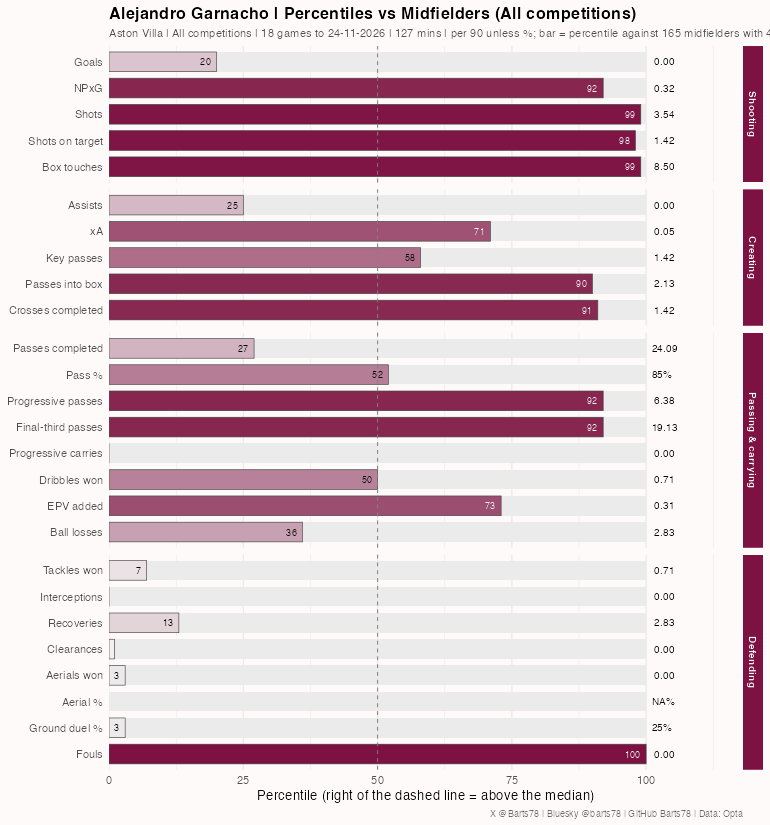 Alejandro Garnacho | Percentiles vs Midfielders (All competitions)
Aston Villa | All competitions | 18 games to 24-11-2026 | 127 mins | per 90 unless %; bar = percentile against 165 midfielders with 4
Shooting
Goals 20 0.00
NPxG 92 0.32
Shots 99 3.54
Shots on target 98 1.42
Box touches 99 8.50
Creating
Assists 25 0.00
xA 71 0.05
Key passes 58 1.42
Passes into box 90 2.13
Crosses completed 91 1.42
Passing & carrying
Passes completed 27 24.09
Pass % 52 85%
Progressive passes 92 6.38
Final-third passes 92 19.13
Progressive carries 0.00
Dribbles won 50 0.71
EPV added 73 0.31
Ball losses 36 2.83
Defending
Tackles won 7 0.71
Interceptions 0.00
Recoveries 13 2.83
Clearances 0.00
Aerials won 3 0.00
Aerial % NA%
Ground duel % 3 25%
Fouls 100 0.00
0 25 50 75 100
Percentile (right of the dashed line = above the median)
X @Barts78 | Bluesky @barts78 | GitHub Barts78 | Data: Opta